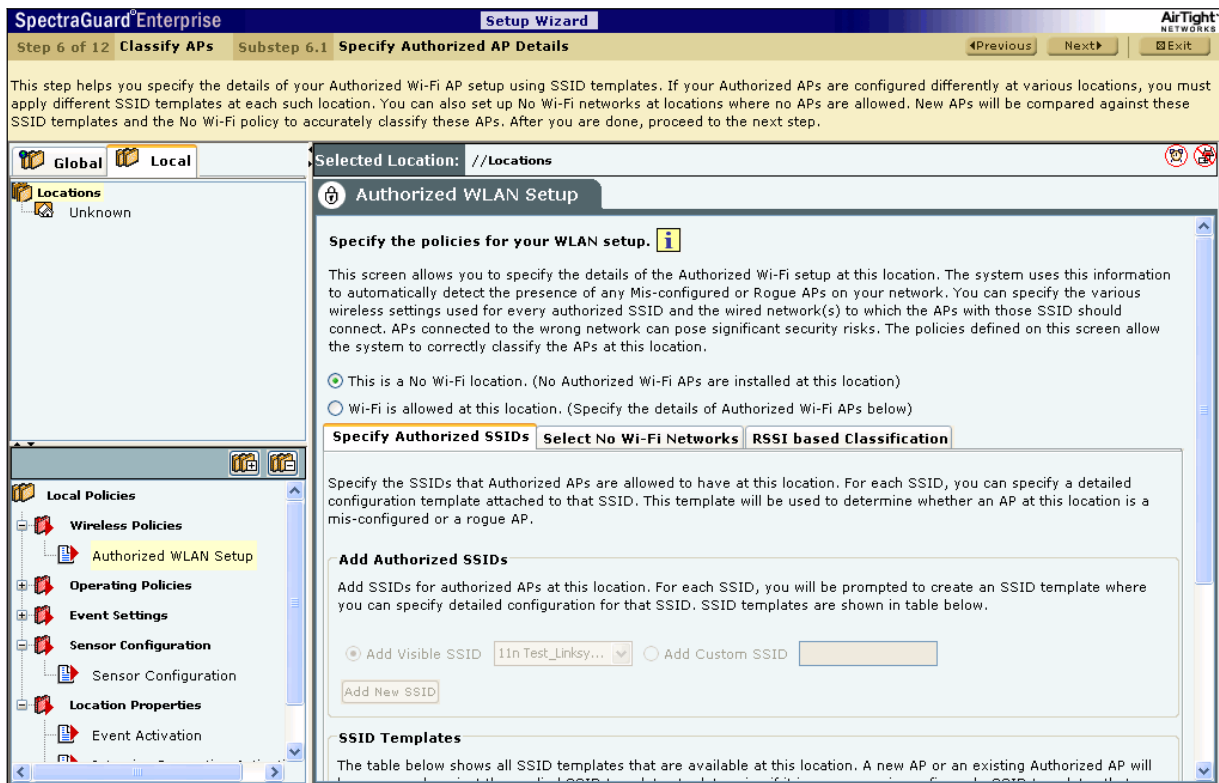 SpectraGuard®Enterprise
Setup Wizard
AirTight
NETWORKS
Step 6 of 12 Classify APs Substep 6.1 Specify Authorized AP Details
Previous Next Exit
This step helps you specify the details of your Authorized Wi-Fi AP setup using SSID templates. If your Authorized APs are configured differently at various locations, you must
apply different SSID templates at each such location. You can also set up No Wi-Fi networks at locations where no APs are allowed. New APs will be compared against these
SSID templates and the No Wi-Fi policy to accurately classify these APs. After you are done, proceed to the next step.
Global Local
Locations
Unknown
Local Policies
Wireless Policies
Authorized WLAN Setup
Operating Policies
Event Settings
Sensor Configuration
Sensor Configuration
Location Properties
Event Activation
Selected Location: //Locations
Authorized WLAN Setup
Specify the policies for your WLAN setup. i
This screen allows you to specify the details of the Authorized Wi-Fi setup at this location. The system uses this information
to automatically detect the presence of any Mis-configured or Rogue APs on your network. You can specify the various
wireless settings used for every authorized SSID and the wired network(s) to which the APs with those SSID should
connect. APs connected to the wrong network can pose significant security risks. The policies defined on this screen allow
the system to correctly classify the APs at this location.
This is a No Wi-Fi location. (No Authorized Wi-Fi APs are installed at this location)
Wi-Fi is allowed at this location. (Specify the details of Authorized Wi-Fi APs below)
Specify Authorized SSIDs Select No Wi-Fi Networks RSSI based Classification
Specify the SSIDs that Authorized APs are allowed to have at this location. For each SSID, you can specify a detailed
configuration template attached to that SSID. This template will be used to determine whether an AP at this location is a
mis-configured or a rogue AP.
Add Authorized SSIDs
Add SSIDs for authorized APs at this location. For each SSID, you will be prompted to create an SSID template where
you can specify detailed configuration for that SSID. SSID templates are shown in table below.
Add Visible SSID 11n Test_Linksy... Add Custom SSID
Add New SSID
SSID Templates
The table below shows all SSID templates that are available at this location. A new AP or an existing Authorized AP will